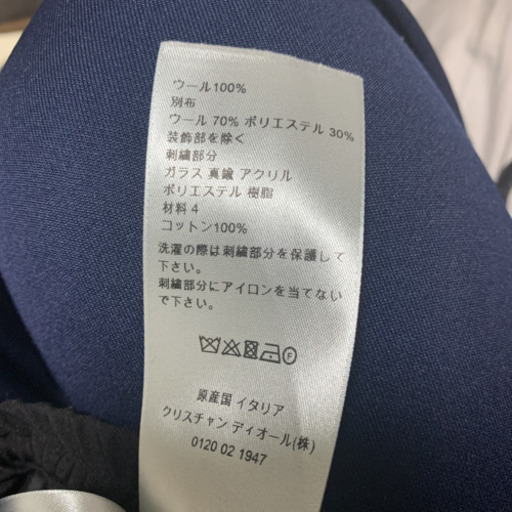 ウール100%
別布
ウール 70% ポリエステル 30%
装飾部を除く
刺繍部分
ガラス 真鍮 アクリル
ポリエステル 樹脂
材料 4
コットン100%
洗濯の際は刺繍部分を保護して
下さい。
刺繍部分にアイロンを当てない
で下さい。
F
原産国 イタリア
クリスチャン ディオール(株)
0120 02 1947